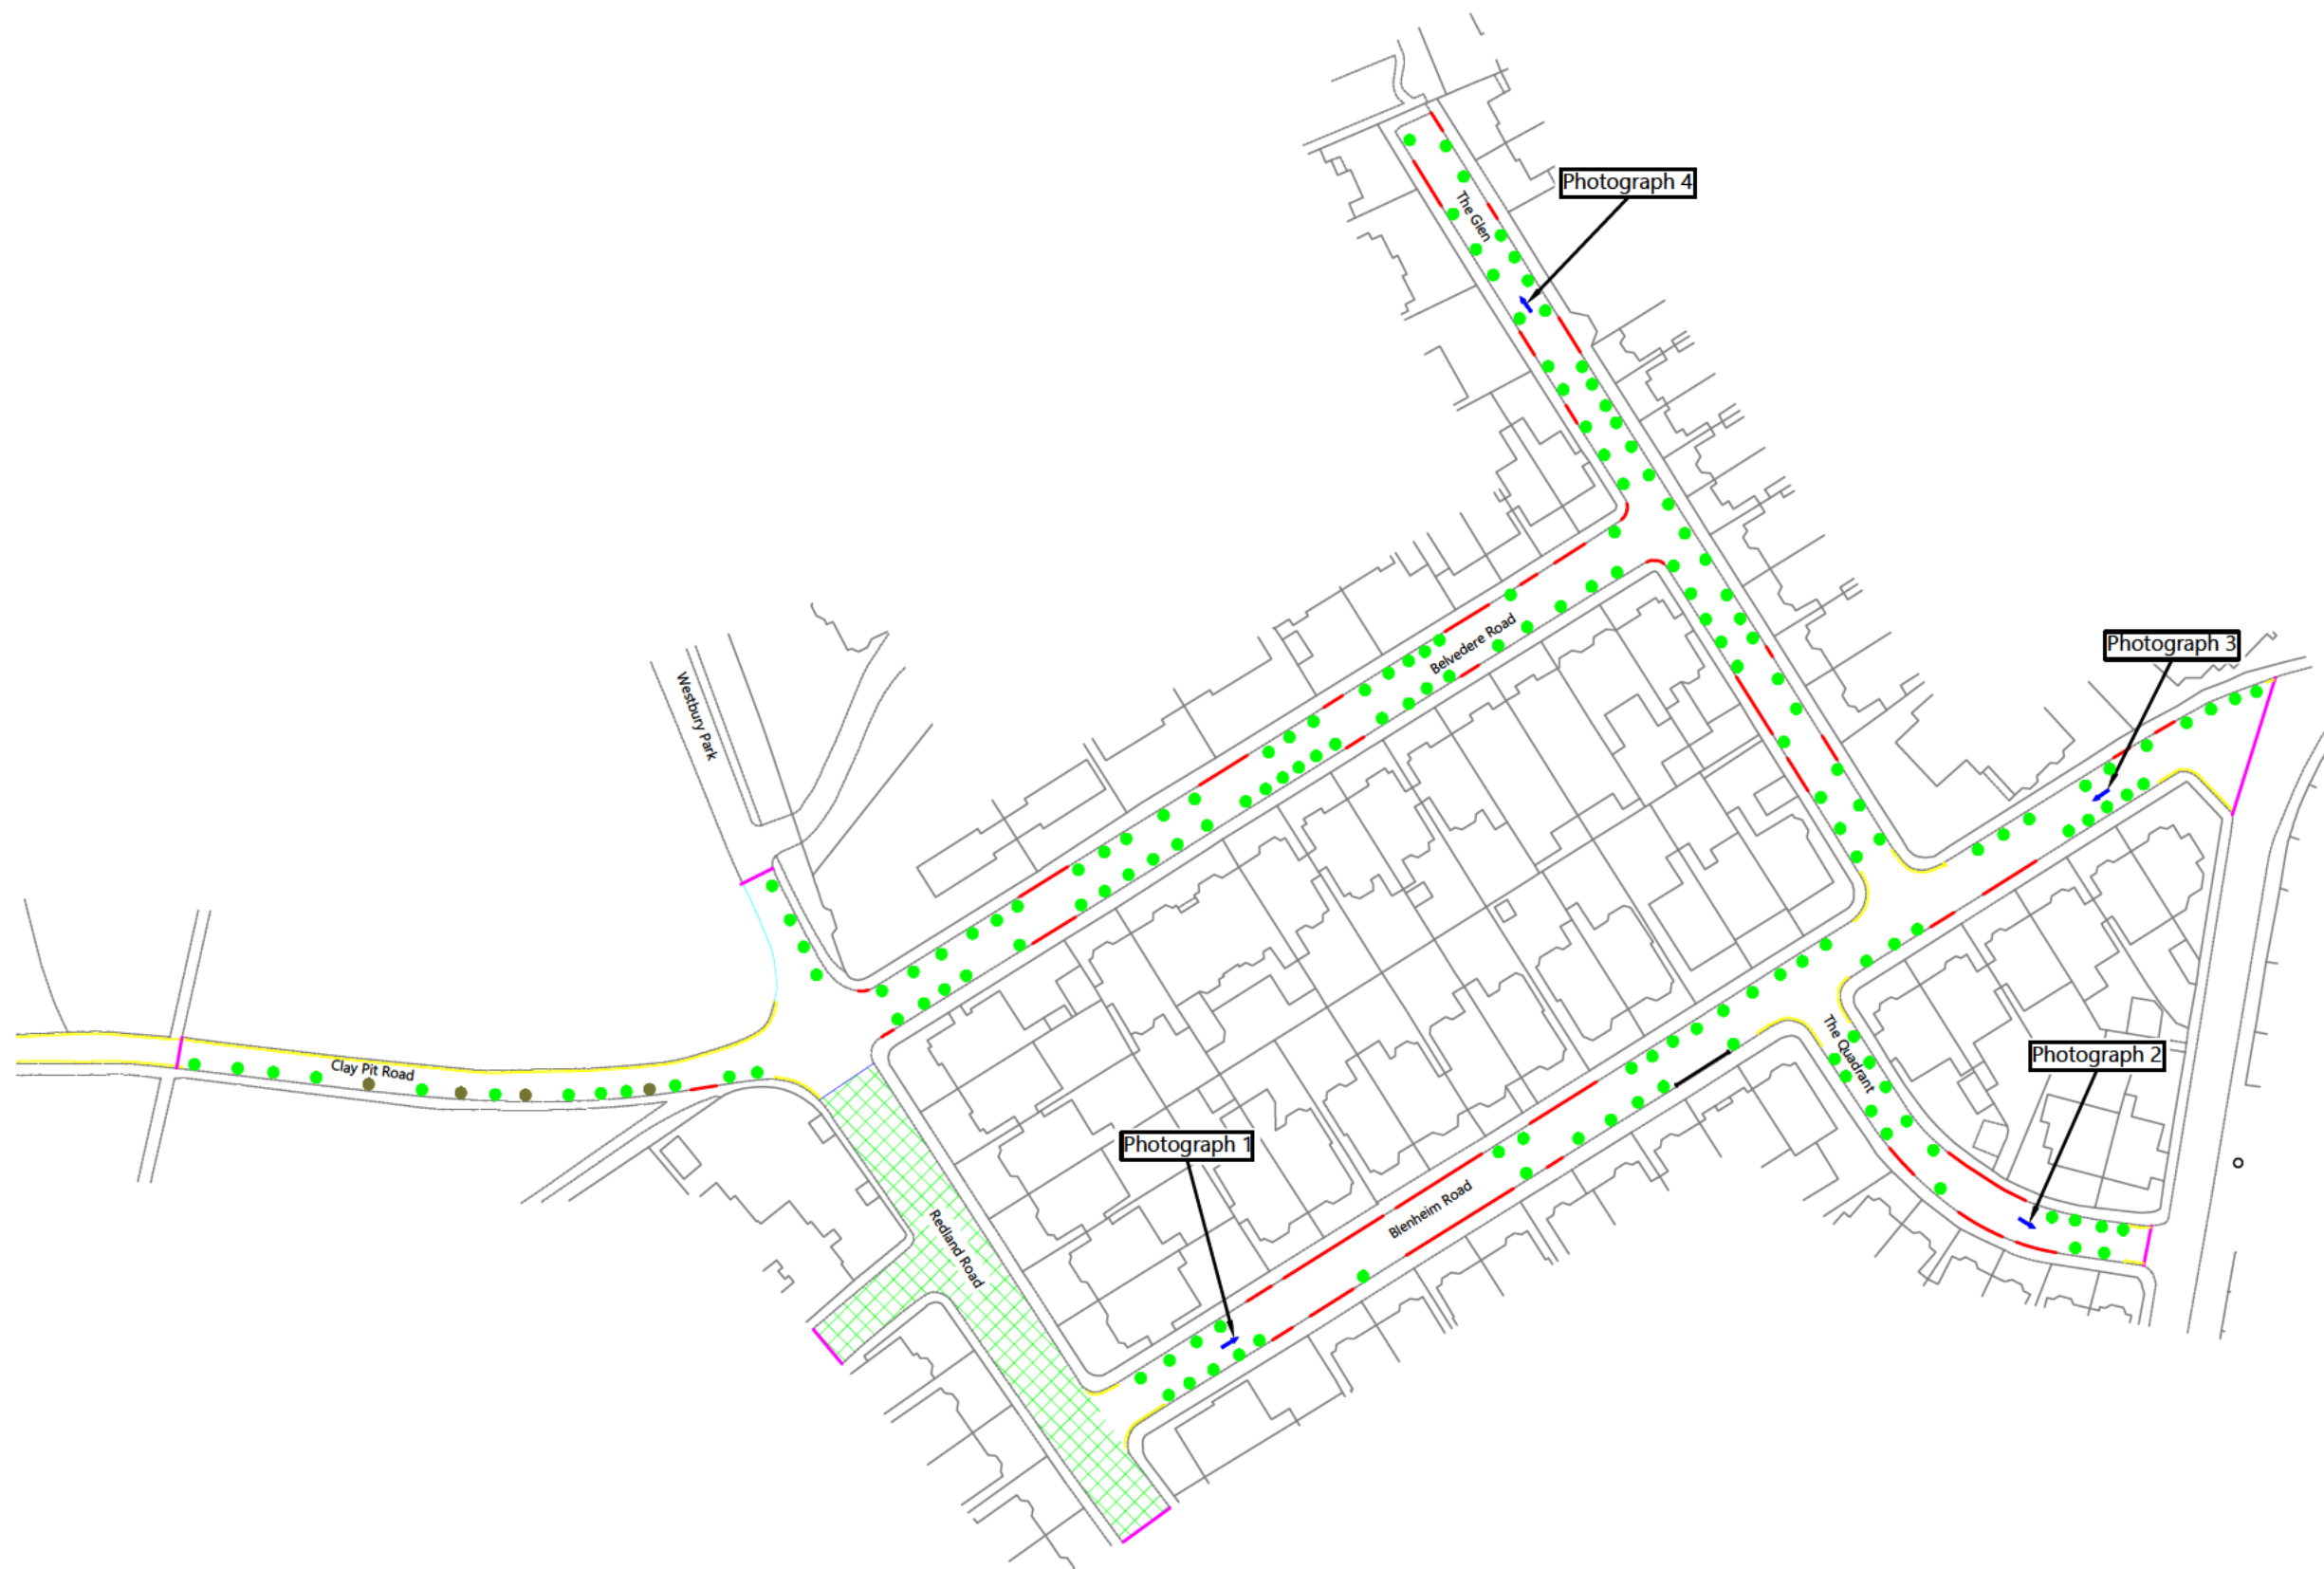 Photograph 4
The Glen
Photograph 3
Belvedere Road
Westbury Park
The Quadrant
Photograph 2
Clay Pit Road
Photograph 1
Blenheim Road
Redland Road